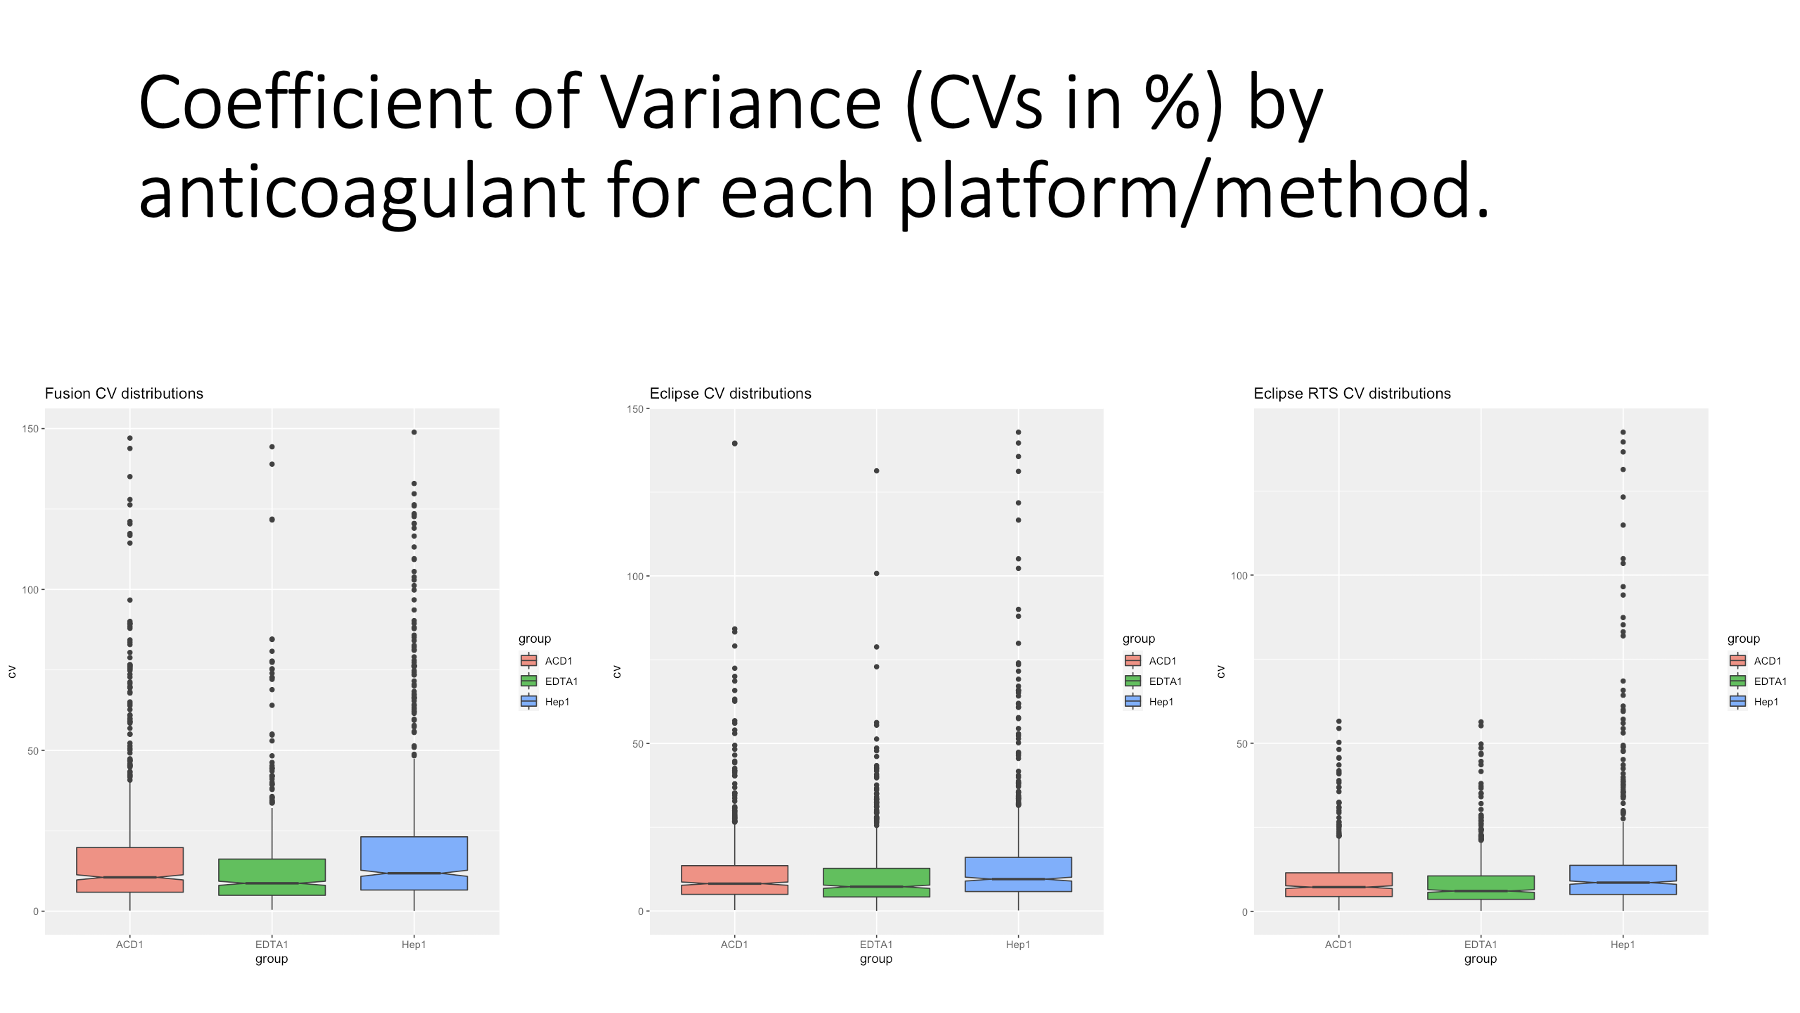 Coefficient of Variance (CVs in %) by
anticoagulant for each platform/method.
Fusion CV distributions
150
100
50
0
cv
ACD1 EDTA1 Hep1
group
group
ACD1
EDTA1
Hep1
Eclipse CV distributions
150
100
50
0
cv
ACD1 EDTA1 Hep1
group
group
ACD1
EDTA1
Hep1
Eclipse RTS CV distributions
100
50
0
cv
ACD1 EDTA1 Hep1
group
group
ACD1
EDTA1
Hep1